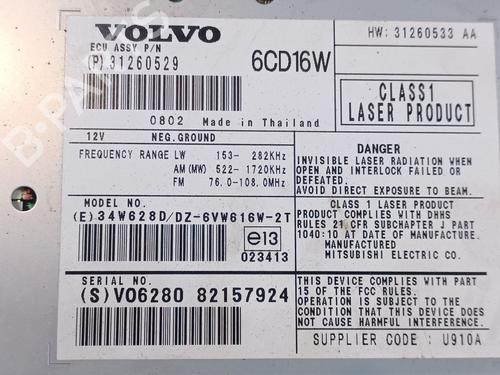 VOLVO
ECU ASSY P/N
(P)31260529
6CD16W
HW: 31260533 AA
CLASS1
LASER PRODUCT
0802 Made in Thailand
12V NEG.GROUND
FREQUENCY RANGE LW 153- 282KHz
AM(MW) 522- 1720KHz
FM 76.0-108.0MHz
DANGER
INVISIBLE LASER RADIATION WHEN
OPEN AND INTERLOCK FAILED OR
DEFEATED.
AVOID DIRECT EXPOSURE TO BEAM.
MODEL NO.
(E)34W628D/DZ-6VW616W-2T
e13
023413
CLASS 1 LASER PRODUCT
PRODUCT COMPLIES WITH DHHS
RULES 21 CFR SUBCHAPTER J PART
1040:10 AT DATE OF MANUFACTURE.
MANUFACTURED
MITSUBISHI ELECTRIC CO.
SERIAL NO.
(S)VO6280 82157924
THIS DEVICE COMPLIES WITH PART
15 OF THE FCC RULES.
OPERATION IS SUBJECT TO THE
CONDITION THAT THIS DEVICE DOES
NOT CAUSE HARMFUL INTERFERENCE.
SUPPLIER CODE : U910A
B-PARTS